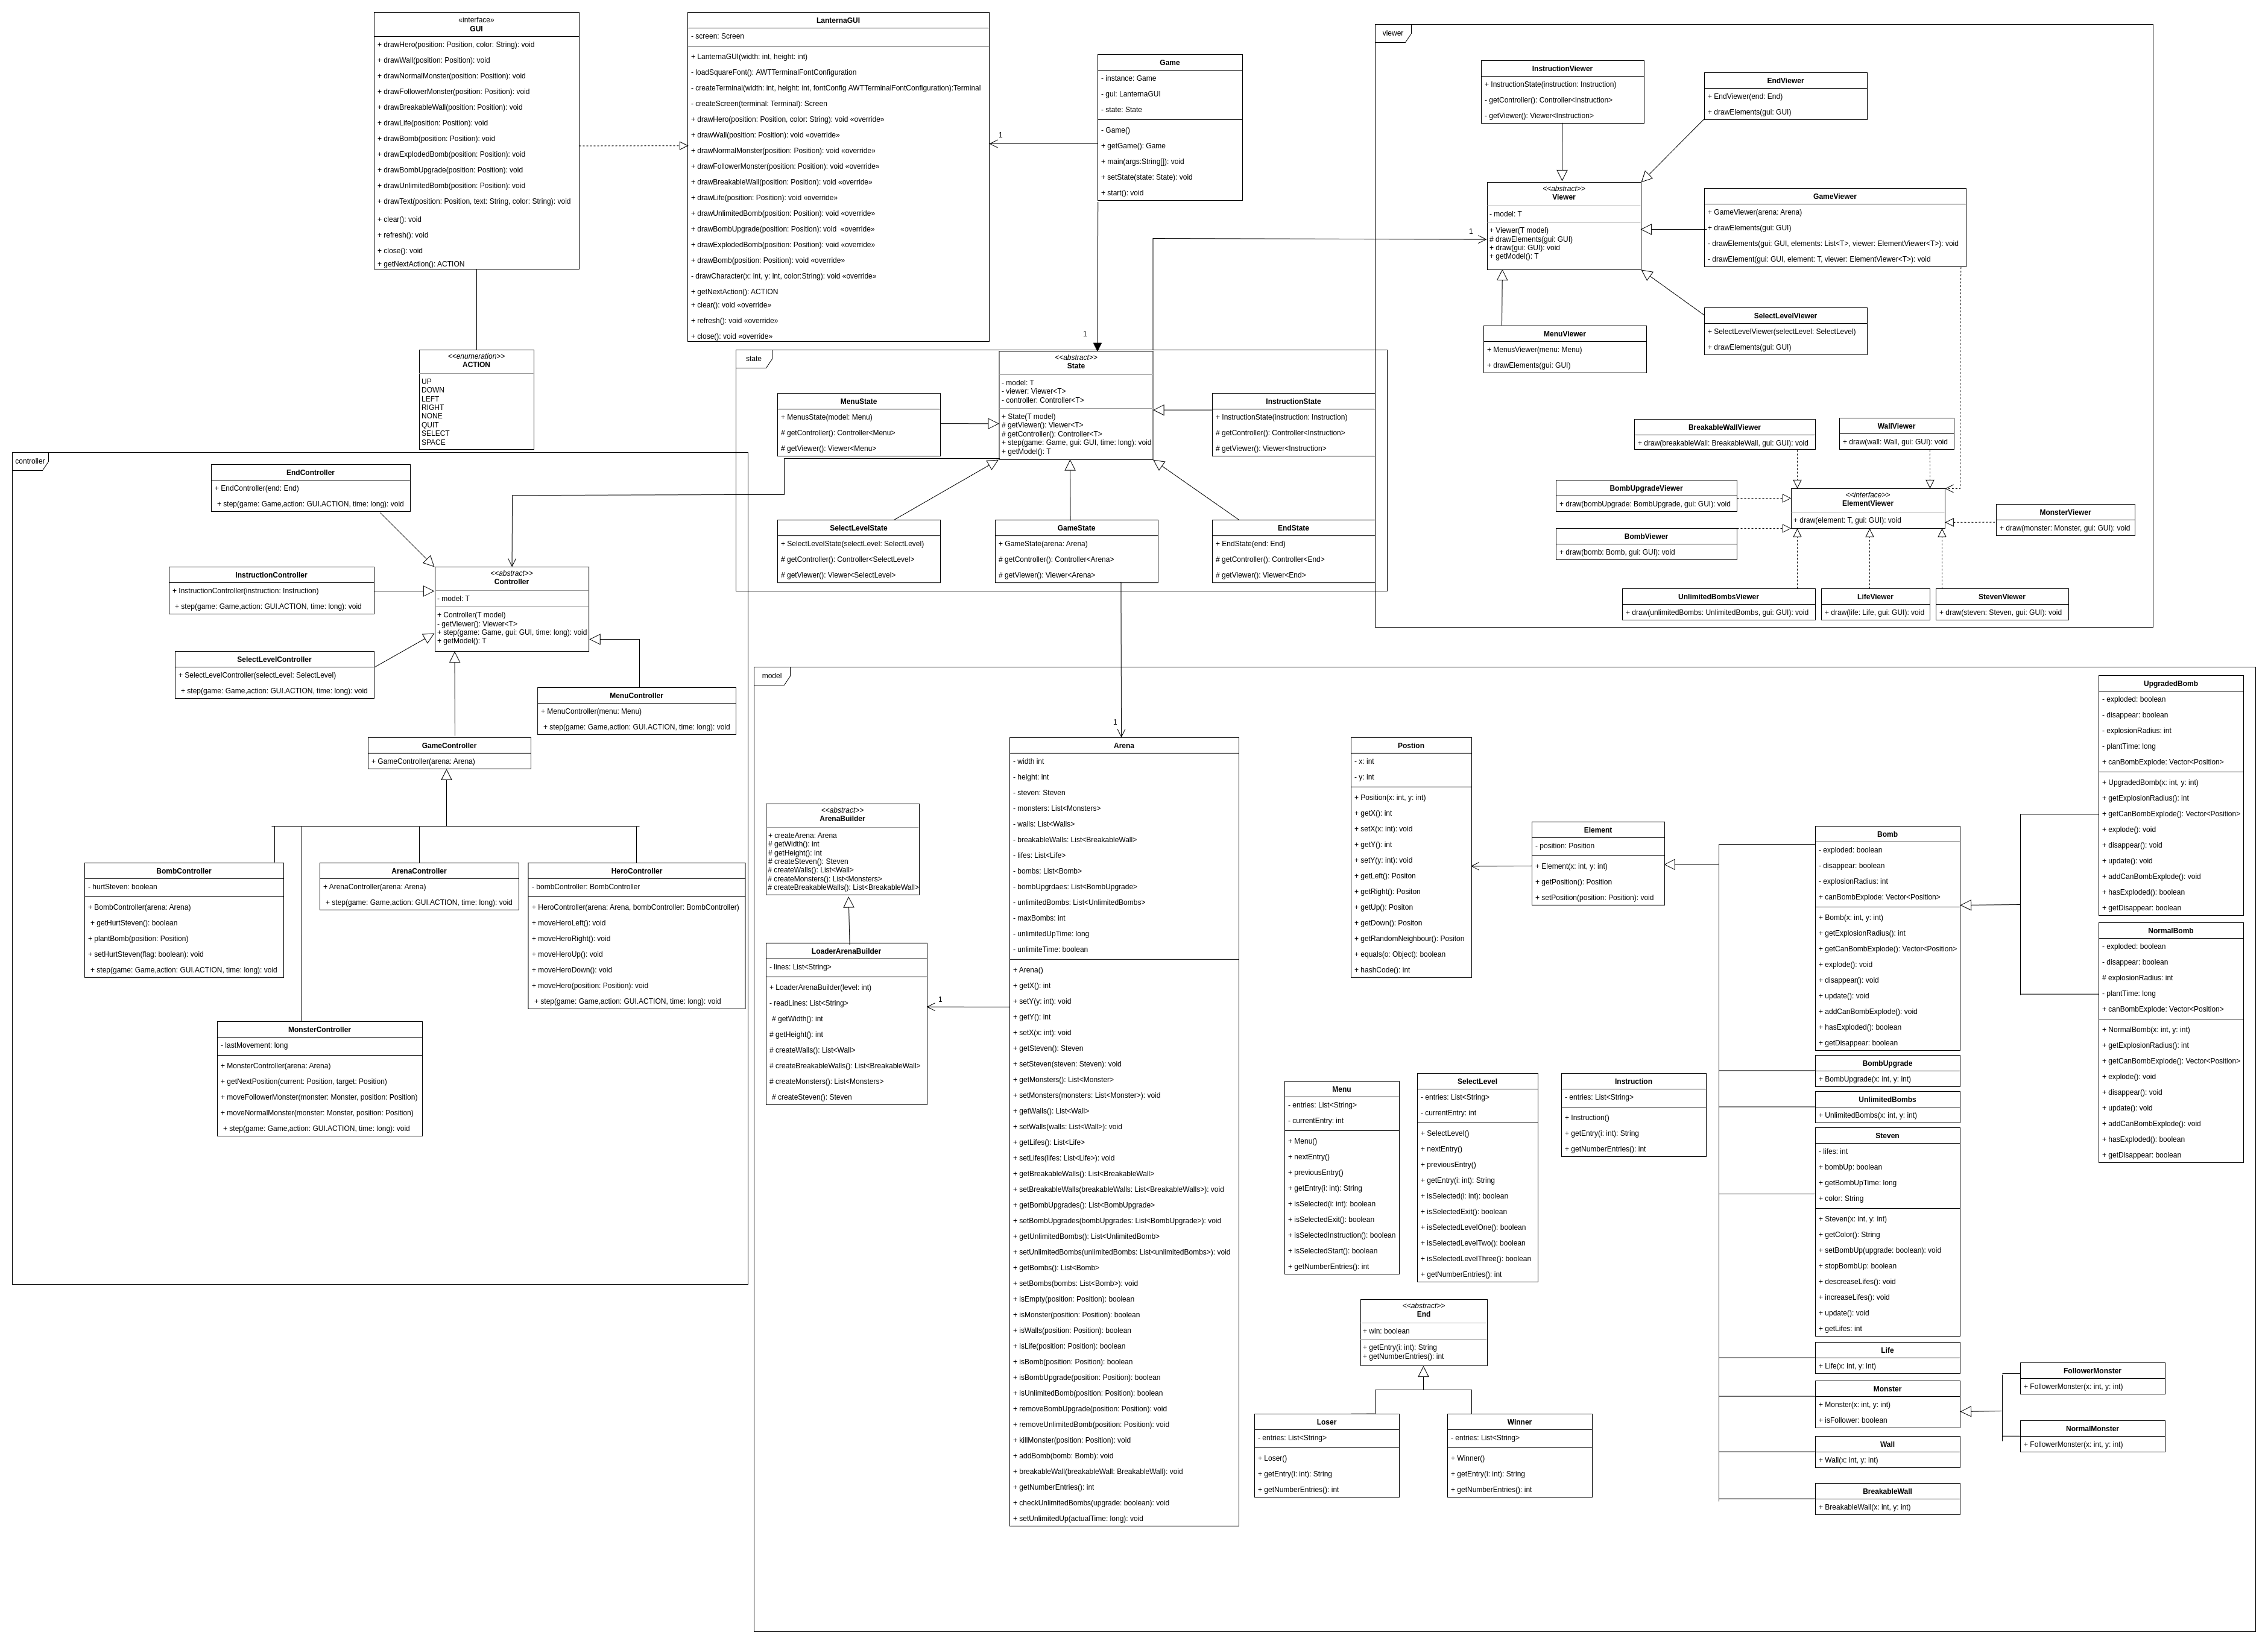 «interface»
GUI
+ drawHero(position: Position, color: String): void
+ drawWall(position: Position): void
+ drawNormalMonster(position: Position): void
+ drawFollowerMonster(position: Position): void
+ drawBreakableWall(position: Position): void
+ drawLife(position: Position): void
+ drawBomb(position: Position): void
+ drawExplodedBomb(position: Position): void
+ drawBombUpgrade(position: Position): void
+ drawUnlimitedBomb(position: Position): void
+ drawText(position: Position, text: String, color: String): void
+ clear(): void
+ refresh(): void
+ close(): void
+ getNextAction(): ACTION
LanternaGUI
- screen: Screen
+ LanternaGUI(width: int, height: int)
- loadSquareFont(): AWTTerminalFontConfiguration
- createTerminal(width: int, height: int, fontConfig AWTTerminalFontConfiguration):Terminal
- createScreen(terminal: Terminal): Screen
+ drawHero(position: Position, color: String): void «override»
+ drawWall(position: Position): void «override»
+ drawNormalMonster(position: Position): void «override»
+ drawFollowerMonster(position: Position): void «override»
+ drawBreakableWall(position: Position): void «override»
+ drawLife(position: Position): void «override»
+ drawUnlimitedBomb(position: Position): void «override»
+ drawBombUpgrade(position: Position): void «override»
+ drawExplodedBomb(position: Position): void «override»
+ drawBomb(position: Position): void «override»
- drawCharacter(x: int, y: int, color:String): void «override»
+ getNextAction(): ACTION
+ clear(): void «override»
+ refresh(): void «override»
+ close(): void «override»
Game
- instance: Game
- gui: LanternaGUI
- state: State
- Game()
+ getGame(): Game
+ main(args:String[]): void
+ setState(state: State): void
+ start(): void
1
1
1
<<enumeration>>
ACTION
UP
DOWN
LEFT
RIGHT
NONE
QUIT
SELECT
SPACE
viewer
InstructionViewer
+ InstructionState(instruction: Instruction)
- getController(): Controller<Instruction>
- getViewer(): Viewer<Instruction>
EndViewer
+ EndViewer(end: End)
+ drawElements(gui: GUI)
<<abstract>>
Viewer
- model: T
+ Viewer(T model)
# drawElements(gui: GUI)
+ draw(gui: GUI): void
+ getModel(): T
GameViewer
+ GameViewer(arena: Arena)
+ drawElements(gui: GUI)
- drawElements(gui: GUI, elements: List<T>, viewer: ElementViewer<T>): void
- drawElement(gui: GUI, element: T, viewer: ElementViewer<T>): void
SelectLevelViewer
+ SelectLevelViewer(selectLevel: SelectLevel)
+ drawElements(gui: GUI)
MenuViewer
+ MenusViewer(menu: Menu)
+ drawElements(gui: GUI)
BreakableWallViewer
+ draw(breakableWall: BreakableWall, gui: GUI): void
WallViewer
+ draw(wall: Wall, gui: GUI): void
BombUpgradeViewer
+ draw(bombUpgrade: BombUpgrade, gui: GUI): void
<<interface>>
ElementViewer
+ draw(element: T, gui: GUI): void
MonsterViewer
+ draw(monster: Monster, gui: GUI): void
BombViewer
+ draw(bomb: Bomb, gui: GUI): void
UnlimitedBombsViewer
+ draw(unlimitedBombs: UnlimitedBombs, gui: GUI): void
LifeViewer
+ draw(life: Life, gui: GUI): void
StevenViewer
+ draw(steven: Steven, gui: GUI): void
state
<<abstract>>
State
- model: T
- viewer: Viewer<T>
- controller: Controller<T>
+ State(T model)
# getViewer(): Viewer<T>
# getController(): Controller<T>
+ step(game: Game, gui: GUI, time: long): void
+ getModel(): T
MenuState
+ MenusState(model: Menu)
# getController(): Controller<Menu>
# getViewer(): Viewer<Menu>
InstructionState
+ InstructionState(instruction: Instruction)
# getController(): Controller<Instruction>
# getViewer(): Viewer<Instruction>
SelectLevelState
+ SelectLevelState(selectLevel: SelectLevel)
# getController(): Controller<SelectLevel>
# getViewer(): Viewer<SelectLevel>
GameState
+ GameState(arena: Arena)
# getController(): Controller<Arena>
# getViewer(): Viewer<Arena>
EndState
+ EndState(end: End)
# getController(): Controller<End>
# getViewer(): Viewer<End>
controller
EndController
+ EndController(end: End)
+ step(game: Game,action: GUI.ACTION, time: long): void
InstructionController
+ InstructionController(instruction: Instruction)
+ step(game: Game,action: GUI.ACTION, time: long): void
<<abstract>>
Controller
- model: T
+ Controller(T model)
- getViewer(): Viewer<T>
+ step(game: Game, gui: GUI, time: long): void
+ getModel(): T
SelectLevelController
+ SelectLevelController(selectLevel: SelectLevel)
+ step(game: Game,action: GUI.ACTION, time: long): void
MenuController
+ MenuController(menu: Menu)
+ step(game: Game,action: GUI.ACTION, time: long): void
GameController
+ GameController(arena: Arena)
BombController
- hurtSteven: boolean
+ BombController(arena: Arena)
+ getHurtSteven(): boolean
+ plantBomb(position: Position)
+ setHurtSteven(flag: boolean): void
+ step(game: Game,action: GUI.ACTION, time: long): void
ArenaController
+ ArenaController(arena: Arena)
+ step(game: Game,action: GUI.ACTION, time: long): void
HeroController
- bombController: BombController
+ HeroController(arena: Arena, bombController: BombController)
+ moveHeroLeft(): void
+ moveHeroRight(): void
+ moveHeroUp(): void
+ moveHeroDown(): void
+ moveHero(position: Position): void
+ step(game: Game,action: GUI.ACTION, time: long): void
MonsterController
- lastMovement: long
+ MonsterController(arena: Arena)
+ getNextPosition(current: Position, target: Position)
+ moveFollowerMonster(monster: Monster, position: Position)
+ moveNormalMonster(monster: Monster, position: Position)
+ step(game: Game,action: GUI.ACTION, time: long): void
model
1
<<abstract>>
ArenaBuilder
+ createArena: Arena
# getWidth(): int
# getHeight(): int
# createSteven(): Steven
# createWalls(): List<Wall>
# createMonsters(): List<Monsters>
# createBreakableWalls(): List<BreakableWall>
LoaderArenaBuilder
- lines: List<String>
+ LoaderArenaBuilder(level: int)
- readLines: List<String>
# getWidth(): int
# getHeight(): int
# createWalls(): List<Wall>
# createBreakableWalls(): List<BreakableWall>
# createMonsters(): List<Monsters>
# createSteven(): Steven
1
Arena
- width int
- height: int
- steven: Steven
- monsters: List<Monsters>
- walls: List<Walls>
- breakableWalls: List<BreakableWall>
- lifes: List<Life>
- bombs: List<Bomb>
- bombUpgrdaes: List<BombUpgrade>
- unlimitedBombs: List<UnlimitedBombs>
- maxBombs: int
- unlimitedUpTime: long
- unlimiteTime: boolean
+ Arena()
+ getX(): int
+ setY(y: int): void
+ getY(): int
+ setX(x: int): void
+ getSteven(): Steven
+ setSteven(steven: Steven): void
+ getMonsters(): List<Monster>
+ setMonsters(monsters: List<Monster>): void
+ getWalls(): List<Wall>
+ setWalls(walls: List<Wall>): void
+ getLifes(): List<Life>
+ setLifes(lifes: List<Life>): void
+ getBreakableWalls(): List<BreakableWall>
+ setBreakableWalls(breakableWalls: List<BreakableWalls>): void
+ getBombUpgrades(): List<BombUpgrade>
+ setBombUpgrades(bombUpgrades: List<BombUpgrade>): void
+ getUnlimitedBombs(): List<UnlimitedBomb>
+ setUnlimitedBombs(unlimitedBombs: List<unlimitedBombs>): void
+ getBombs(): List<Bomb>
+ setBombs(bombs: List<Bomb>): void
+ isEmpty(position: Position): boolean
+ isMonster(position: Position): boolean
+ isWalls(position: Position): boolean
+ isLife(position: Position): boolean
+ isBomb(position: Position): boolean
+ isBombUpgrade(position: Position): boolean
+ isUnlimitedBomb(position: Position): boolean
+ removeBombUpgrade(position: Position): void
+ removeUnlimitedBomb(position: Position): void
+ killMonster(position: Position): void
+ addBomb(bomb: Bomb): void
+ breakableWall(breakableWall: BreakableWall): void
+ getNumberEntries(): int
+ checkUnlimitedBombs(upgrade: boolean): void
+ setUnlimitedUp(actualTime: long): void
Postion
- x: int
- y: int
+ Position(x: int, y: int)
+ getX(): int
+ setX(x: int): void
+ getY(): int
+ setY(y: int): void
+ getLeft(): Positon
+ getRight(): Positon
+ getUp(): Positon
+ getDown(): Positon
+ getRandomNeighbour(): Positon
+ equals(o: Object): boolean
+ hashCode(): int
Element
- position: Position
+ Element(x: int, y: int)
+ getPosition(): Position
+ setPosition(position: Position): void
Menu
- entries: List<String>
- currentEntry: int
+ Menu()
+ nextEntry()
+ previousEntry()
+ getEntry(i: int): String
+ isSelected(i: int): boolean
+ isSelectedExit(): boolean
+ isSelectedInstruction(): boolean
+ isSelectedStart(): boolean
+ getNumberEntries(): int
SelectLevel
- entries: List<String>
- currentEntry: int
+ SelectLevel()
+ nextEntry()
+ previousEntry()
+ getEntry(i: int): String
+ isSelected(i: int): boolean
+ isSelectedExit(): boolean
+ isSelectedLevelOne(): boolean
+ isSelectedLevelTwo(): boolean
+ isSelectedLevelThree(): boolean
+ getNumberEntries(): int
Instruction
- entries: List<String>
+ Instruction()
+ getEntry(i: int): String
+ getNumberEntries(): int
<<abstract>>
End
+ win: boolean
+ getEntry(i: int): String
+ getNumberEntries(): int
Loser
- entries: List<String>
+ Loser()
+ getEntry(i: int): String
+ getNumberEntries(): int
Winner
- entries: List<String>
+ Winner()
+ getEntry(i: int): String
+ getNumberEntries(): int
Bomb
- exploded: boolean
- disappear: boolean
- explosionRadius: int
+ canBombExplode: Vector<Position>
+ Bomb(x: int, y: int)
+ getExplosionRadius(): int
+ getCanBombExplode(): Vector<Position>
+ explode(): void
+ disappear(): void
+ update(): void
+ addCanBombExplode(): void
+ hasExploded(): boolean
+ getDisappear: boolean
BombUpgrade
+ BombUpgrade(x: int, y: int)
UnlimitedBombs
+ UnlimitedBombs(x: int, y: int)
Steven
- lifes: int
+ bombUp: boolean
+ getBombUpTime: long
+ color: String
+ Steven(x: int, y: int)
+ getColor(): String
+ setBombUp(upgrade: boolean): void
+ stopBombUp: boolean
+ descreaseLifes(): void
+ increaseLifes(): void
+ update(): void
+ getLifes: int
Life
+ Life(x: int, y: int)
Monster
+ Monster(x: int, y: int)
+ isFollower: boolean
Wall
+ Wall(x: int, y: int)
BreakableWall
+ BreakableWall(x: int, y: int)
UpgradedBomb
- exploded: boolean
- disappear: boolean
- explosionRadius: int
- plantTime: long
+ canBombExplode: Vector<Position>
+ UpgradedBomb(x: int, y: int)
+ getExplosionRadius(): int
+ getCanBombExplode(): Vector<Position>
+ explode(): void
+ disappear(): void
+ update(): void
+ addCanBombExplode(): void
+ hasExploded(): boolean
+ getDisappear: boolean
NormalBomb
- exploded: boolean
- disappear: boolean
# explosionRadius: int
- plantTime: long
+ canBombExplode: Vector<Position>
+ NormalBomb(x: int, y: int)
+ getExplosionRadius(): int
+ getCanBombExplode(): Vector<Position>
+ explode(): void
+ disappear(): void
+ update(): void
+ addCanBombExplode(): void
+ hasExploded(): boolean
+ getDisappear: boolean
FollowerMonster
+ FollowerMonster(x: int, y: int)
NormalMonster
+ FollowerMonster(x: int, y: int)